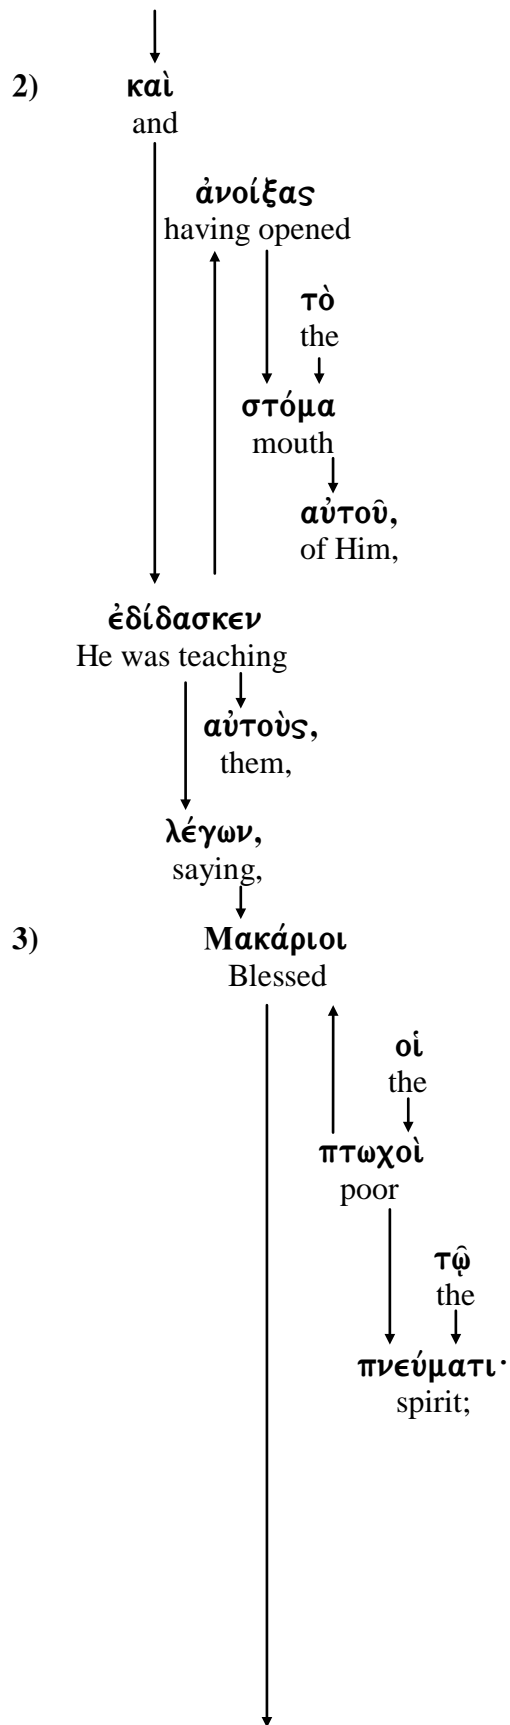 2) καὶ
and
ἀνοίξας
having opened
τὸ
the
στόμα
mouth
αὐτοῦ,
of Him,
ἐδίδασκεν
He was teaching
αὐτοὺς,
them,
λέγων,
saying,
3) Μακάριοι
Blessed
οἱ
the
πτωχοὶ
poor
τῷ
the
πνεύματι·
spirit;